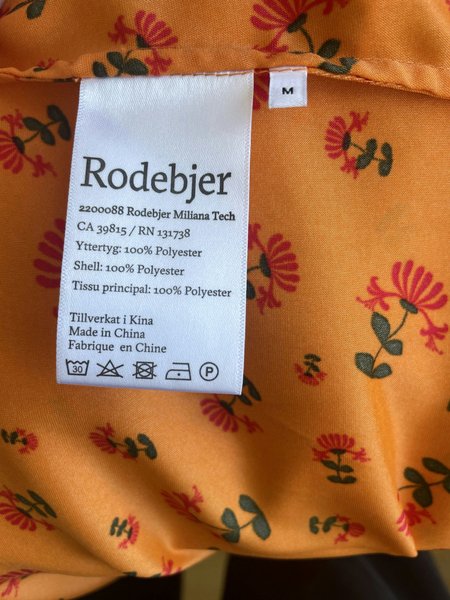 M
Rodebjer
2200088 Rodebjer Miliana Tech
CA 39815 / RN 131738
Yttertyg: 100% Polyester
Shell: 100% Polyester
Tissu principal: 100% Polyester
Tillverkat i Kina
Made in China
Fabrique en Chine
30 P